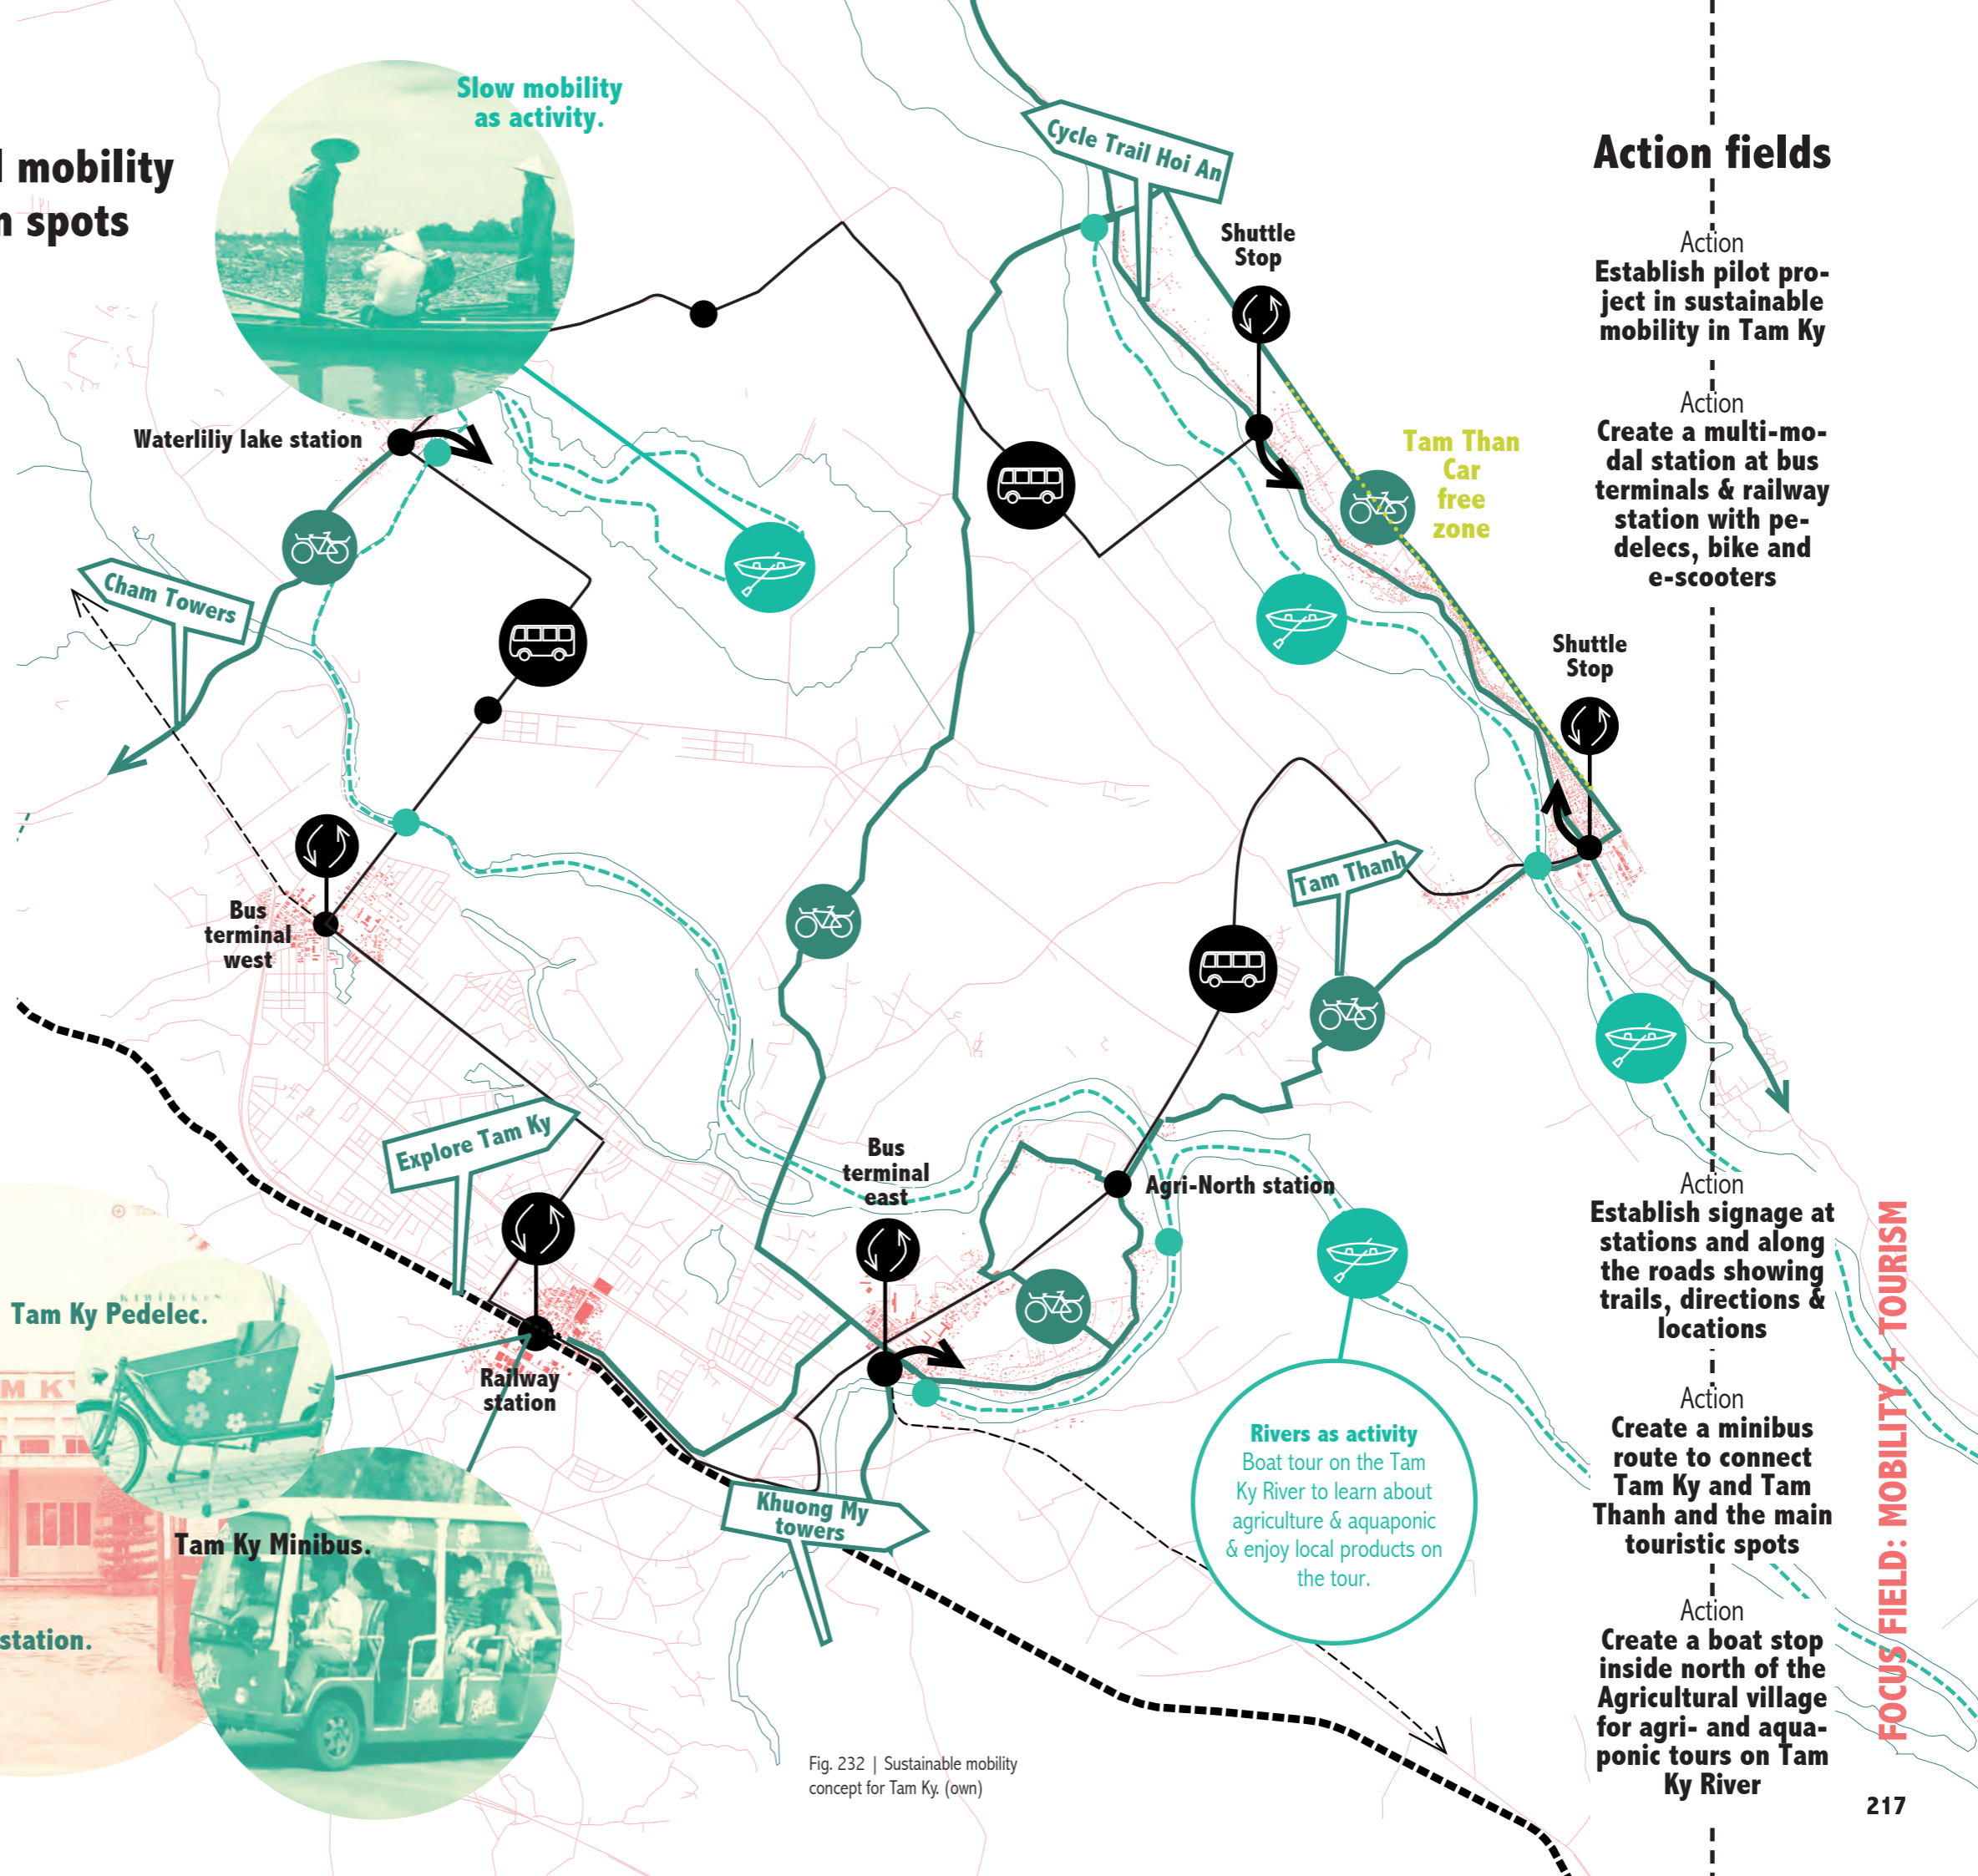 l mobility
n spots
Slow mobility
as activity.
Cycle Trail Hoi An
Shuttle
Stop
Waterliliy lake station
Tam Than
Car
free
zone
Cham Towers
Shuttle
Stop
Tam Thanh
Bus
terminal
west
Explore Tam Ky
Bus
terminal
east
Agri-North station
Tam Ky Pedelec.
Railway
station
M KY
Khuong My
towers
Tam Ky Minibus.
station.
Rivers as activity
Boat tour on the Tam
Ky River to learn about
agriculture & aquaponic
& enjoy local products on
the tour.
Fig. 232 | Sustainable mobility
concept for Tam Ky. (own)
Action fields
Action
Establish pilot pro-
ject in sustainable
mobility in Tam Ky
Action
Create a multi-mo-
dal station at bus
terminals & railway
station with pe-
delecs, bike and
e-scooters
Action
Establish signage at
stations and along
the roads showing
trails, directions &
locations
Action
Create a minibus
route to connect
Tam Ky and Tam
Thanh and the main
touristic spots
Action
Create a boat stop
inside north of the
Agricultural village
for agri- and aqua-
ponic tours on Tam
Ky River
FOCUS FIELD: MOBILITY + TOURISM
217